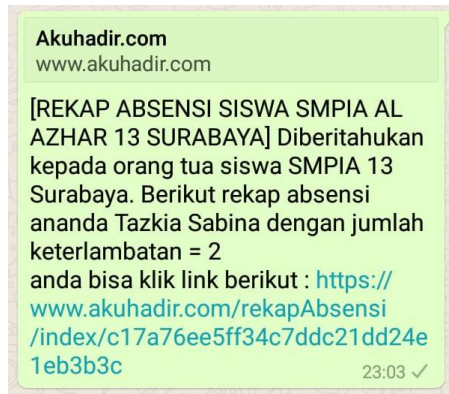 Akuhadir.com
www.akuhadir.com
[REKAP ABSENSI SISWA SMPIA AL
AZHAR 13 SURABAYA] Diberitahukan
kepada orang tua siswa SMPIA 13
Surabaya. Berikut rekap absensi
ananda Tazkia Sabina dengan jumlah
keterlambatan = 2
anda bisa klik link berikut : https://
www.akuhadir.com/rekapAbsensi
/index/c17a76ee5ff34c7ddc21dd24e
1eb3b3c
23:03